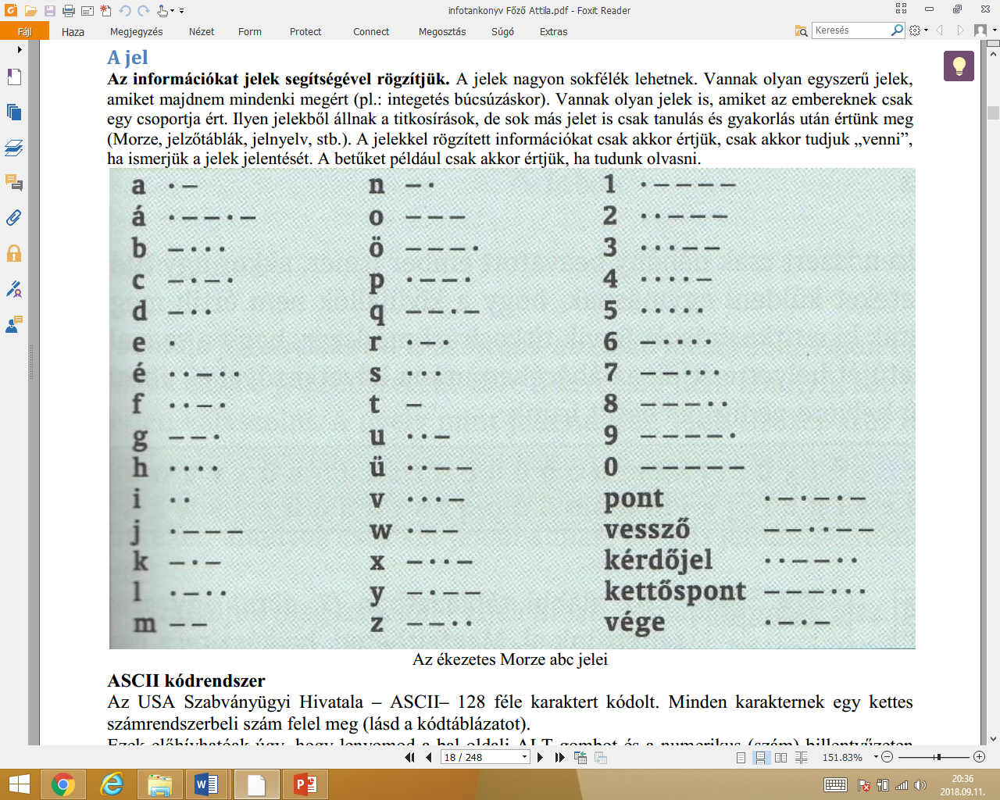 infotankonyv Főző Attila.pdf - Foxit Reader
Fájl Haza Megjegyzés Nézet Form Protect Connect Megosztás Súgó Extras Keresés
A jel
Az információkat jelek segítségével rögzítjük. A jelek nagyon sokfélék lehetnek. Vannak olyan egyszerű jelek,
amiket majdnem mindenki megért (pl.: integetés búcsúzáskor). Vannak olyan jelek is, amiket az embereknek csak
egy csoportja ért. Ilyen jelekből állnak a titkosírások, de sok más jelet is csak tanulás és gyakorlás után értünk meg
(Morze, jelzőtáblák, jelnyelv, stb.). A jelekkel rögzített információkat csak akkor értjük, csak akkor tudjuk „venni”,
ha ismerjük a jelek jelentését. A betűket például csak akkor értjük, ha tudunk olvasni.
a · – n – · 1 · – – – –
á · – – · – o – – – 2 · · – – –
b – · · · ö – – – · 3 · · · – –
c – · – · p · – – · 4 · · · · –
d – · · q – – · – 5 · · · · ·
e · r · – · 6 – · · · ·
é · · – · · s · · · 7 – – · · ·
f · · – · t – 8 – – – · ·
g – – · u · · – 9 – – – – ·
h · · · · ü · · – – 0 – – – – –
i · · v · · · – pont · – · – · –
j · – – – w · – – vessző – – · · – –
k – · – x – · · – kérdőjel · · – – · ·
l · – · · y – · – – kettőspont – – – · · ·
m – – z – – · · vége · – · –
Az ékezetes Morze abc jelei
ASCII kódrendszer
Az USA Szabványügyi Hivatala – ASCII– 128 féle karaktert kódolt. Minden karakternek egy kettes
számrendszerbeli szám felel meg (lásd a kódtáblázatot).
Ezek előhívhatóak úgy, hogy lenyomod a bal oldali ALT gombot és a numerikus (szám) billentyűzeten
18 / 248 151.83%
20:36
2018.09.11.